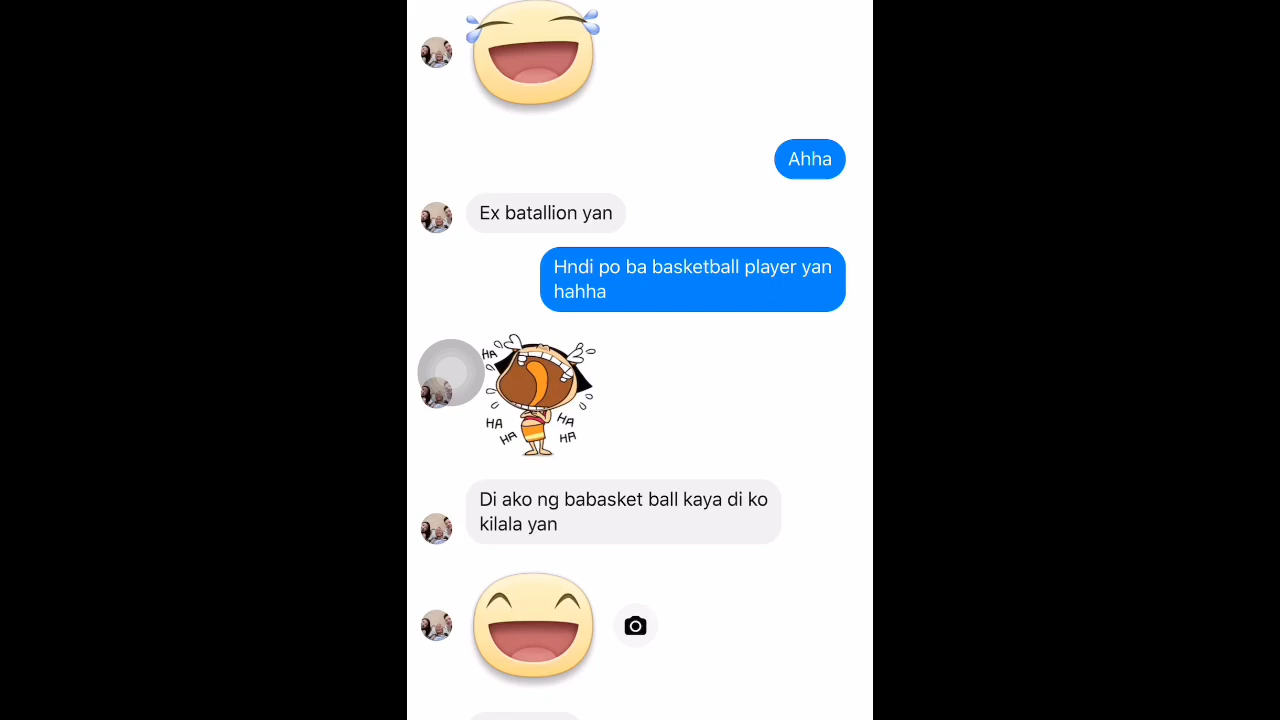 Ahha
Ex batallion yan
Hndi po ba basketball player yan
hahha
HA
HA
HA
HA
HA
Di ako ng babasket ball kaya di ko
kilala yan